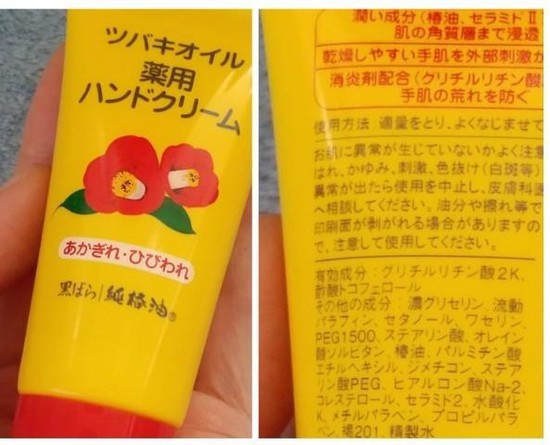 ツバキオイル
薬用
ハンドクリーム
あかぎれ・ひびわれ
黒ばら 純椿油®
潤い成分(椿油、セラミドⅡ
肌の角質層まで浸透
乾燥しやすい手肌を外部刺激か
消炎剤配合(グリチルリチン酸
手肌の荒れを防ぐ
使用方法 適量をとり、よくなじませて
お肌に異常が生じていないかよく注意
ばれ、かゆみ、刺激、色抜け(白斑等)
異常が出たら使用を中止し、皮膚科医
へ相談してください。油分や擦れ等で
印刷面が剥がれる場合がありますの
で、注意して使用してください。
有効成分:グリチルリチン酸2K、
酢酸トコフェロール
その他の成分:濃グリセリン、流動
パラフィン、セタノール、ワセリン、
PEG1500、ステアリン酸、オレイン
酸ソルビタン、椿油、パルミチン酸
エチルヘキシル、ジメチコン、ステア
リン酸PEG、ヒアルロン酸Na-2、
コレステロール、セラミド2、水酸化
K、メチルパラベン、プロピルパラ
ベン、揚201、精製水